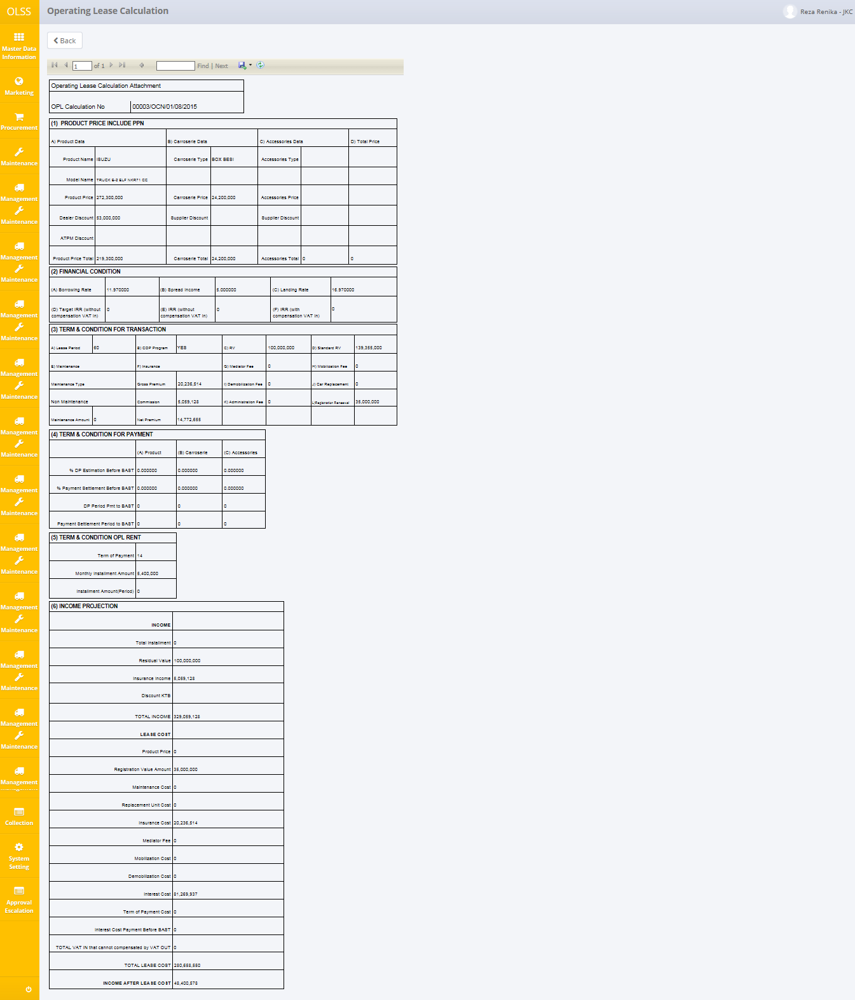 OLSS
Operating Lease Calculation
Reza Renika - JKC
Master Data
Information
Marketing
Procurement
Maintenance
Management
Maintenance
Management
Maintenance
Management
Maintenance
Management
Maintenance
Management
Maintenance
Management
Maintenance
Management
Maintenance
Management
Maintenance
Management
Maintenance
Management
Maintenance
Management
Collection
System
Setting
Approval
Escalation
Back
1 of 1 Find | Next
Operating Lease Calculation Attachment
OPL Calculation No 00003/OCN/01/08/2015
(1) PRODUCT PRICE INCLUDE PPN
A) Product Data B) Carroserie Data C) Accessories Data D) Total Price
Product Name ISUZU Carroserie Type BOX BESI Accessories Type
Model Name TRUCK E-2 ELF NKR71 CC
Product Price 272,300,000 Carroserie Price 24,200,000 Accessories Price
Dealer Discount 53,000,000 Supplier Discount Supplier Discount
ATPM Discount
Product Price Total 219,300,000 Carroserie Total 24,200,000 Accessories Total 0 0
(2) FINANCIAL CONDITION
(A) Borrowing Rate 11.970000 (B) Spread Income 5.000000 (C) Landing Rate 16.970000
(D) Target IRR (without compensation VAT In) 0 (E) IRR (without compensation VAT In) 0 (F) IRR (with compensation VAT In) 0
(3) TERM & CONDITION FOR TRANSACTION
A) Lease Period 60 B) COP Program YES C) RV 100,000,000 D) Standard RV 139,355,000
E) Maintenance F) Insurance G) Mediator Fee 0 H) Mobilization Fee 0
Maintenance Type Gross Premium 20,236,514 I) Demobilization Fee 0 J) Car Replacement 0
Non Maintenance Commission 5,059,128 K) Administration Fee 0 L)Registration Renewal 35,000,000
Maintenance Amount 0 Net Premium 14,772,655
(4) TERM & CONDITION FOR PAYMENT
(A) Product (B) Carroserie (C) Accessories
% DP Estimation Before BAST 0.000000 0.000000 0.000000
% Payment Settlement Before BAST 0.000000 0.000000 0.000000
DP Period Pmt to BAST 0 0 0
Payment Settlement Period to BAST 0 0 0
(5) TERM & CONDITION OPL RENT
Term of Payment 14
Monthly Installment Amount 5,400,000
Installment Amount(Period) 0
(6) INCOME PROJECTION
INCOME
Total Installment 0
Residual Value 100,000,000
Insurance Income 5,059,128
Discount KTB
TOTAL INCOME 329,059,128
LEASE COST
Product Price 0
Registration Value Amount 35,000,000
Maintenance Cost 0
Replacement Unit Cost 0
Insurance Cost 20,236,514
Mediator Fee 0
Mobilization Cost 0
Demobilization Cost 0
Interest Cost 81,269,937
Term of Payment Cost 0
Interest Cost Payment Before BAST 0
TOTAL VAT IN that cannot compensated by VAT OUT 0
TOTAL LEASE COST 280,658,550
INCOME AFTER LEASE COST 48,400,578